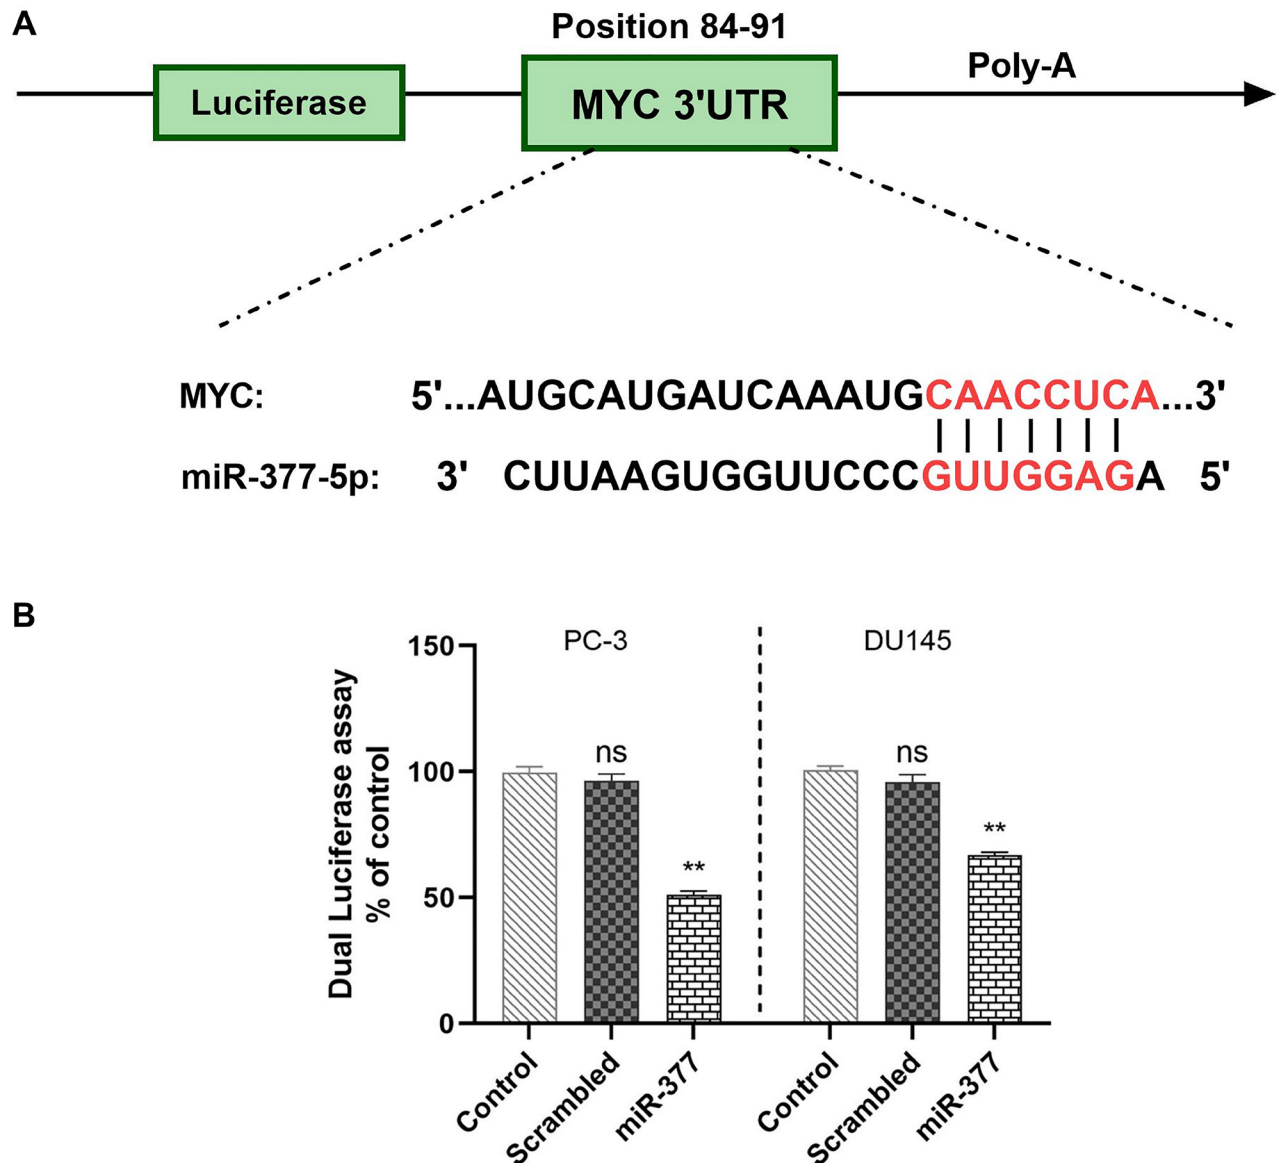 A
Position 84-91
Poly-A
Luciferase
MYC 3'UTR
MYC: 5'...AUGCAUGAUCAAAUGCAACCUCA...3'
miR-377-5p: 3' CUUAAGUGGUUCCCGUUGGAGA 5'
B
PC-3
DU145
Dual Luciferase assay
% of control
150
100
50
0
ns
**
ns
**
Control
Scrambled
miR-377
Control
Scrambled
miR-377